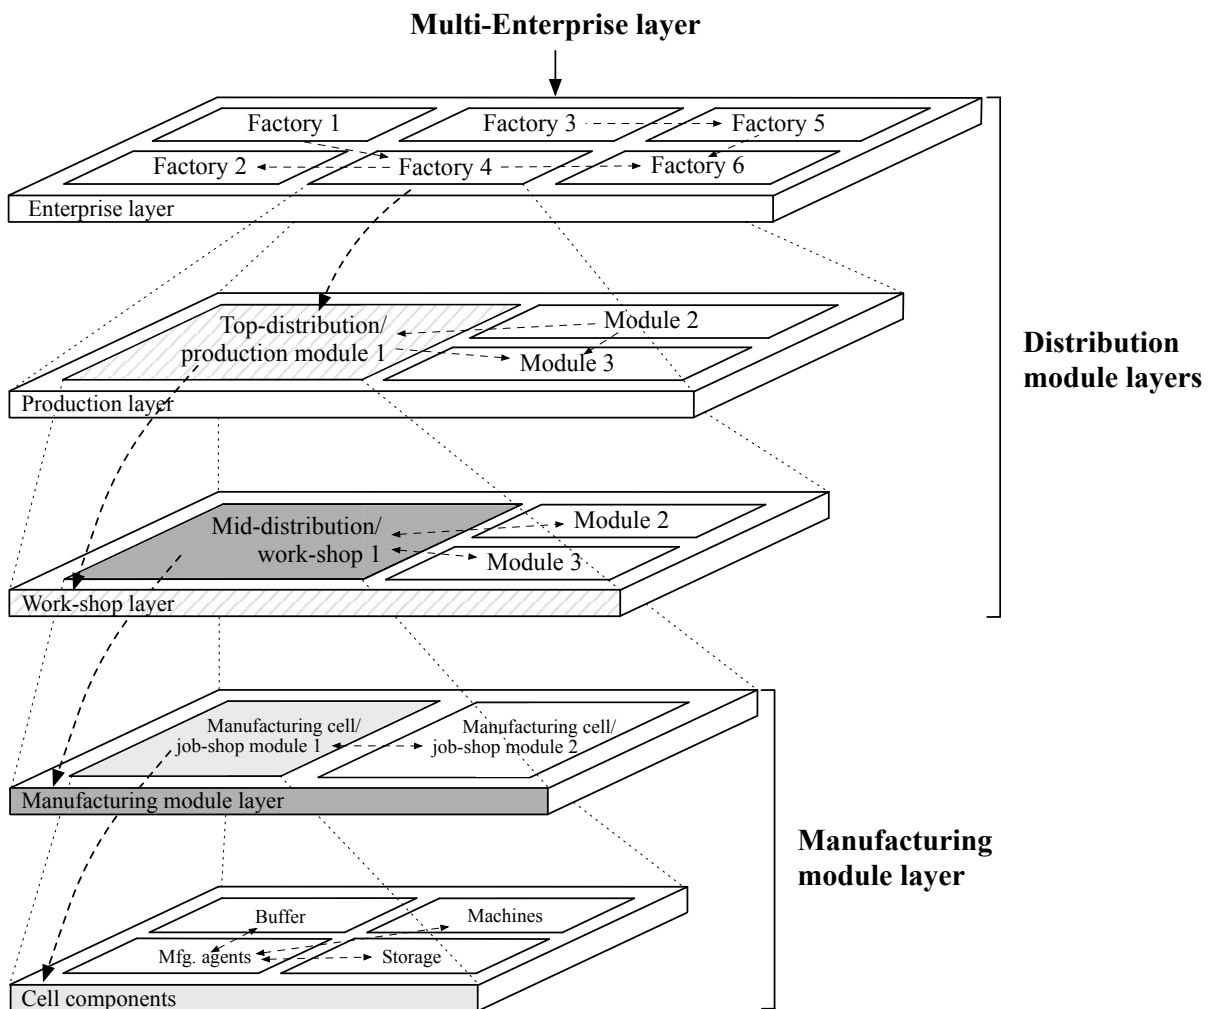 Multi-Enterprise layer
Factory 1
Factory 3
Factory 5
Factory 2
Factory 4
Factory 6
Enterprise layer
Top-distribution/
production module 1
Module 2
Module 3
Production layer
Distribution
module layers
Mid-distribution/
work-shop 1
Module 2
Module 3
Work-shop layer
Manufacturing cell/
job-shop module 1
Manufacturing cell/
job-shop module 2
Manufacturing module layer
Manufacturing
module layer
Buffer
Machines
Mfg. agents
Storage
Cell components